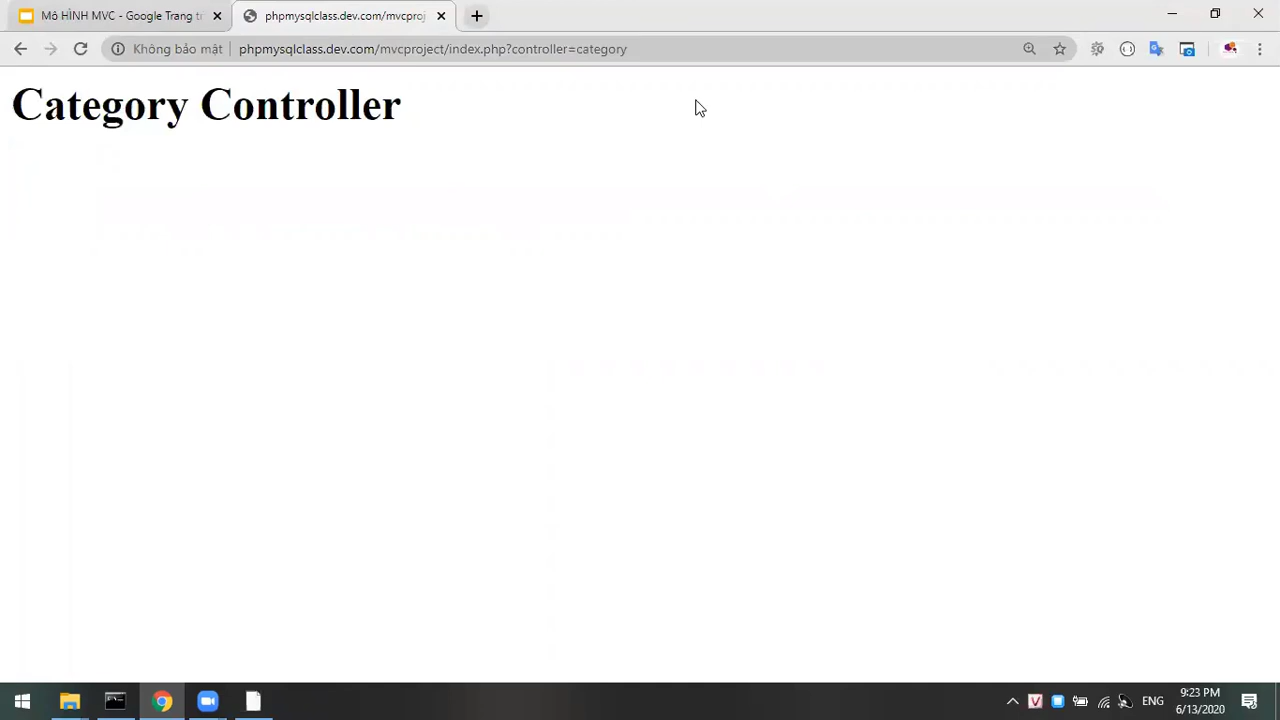 Mô HÌNH MVC - Google Trang tr
phpmysqlclass.dev.com/mvcproj
Không bảo mật
phpmysqlclass.dev.com/mvcproject/index.php?controller=category
Category Controller
V
ENG
9:23 PM
6/13/2020